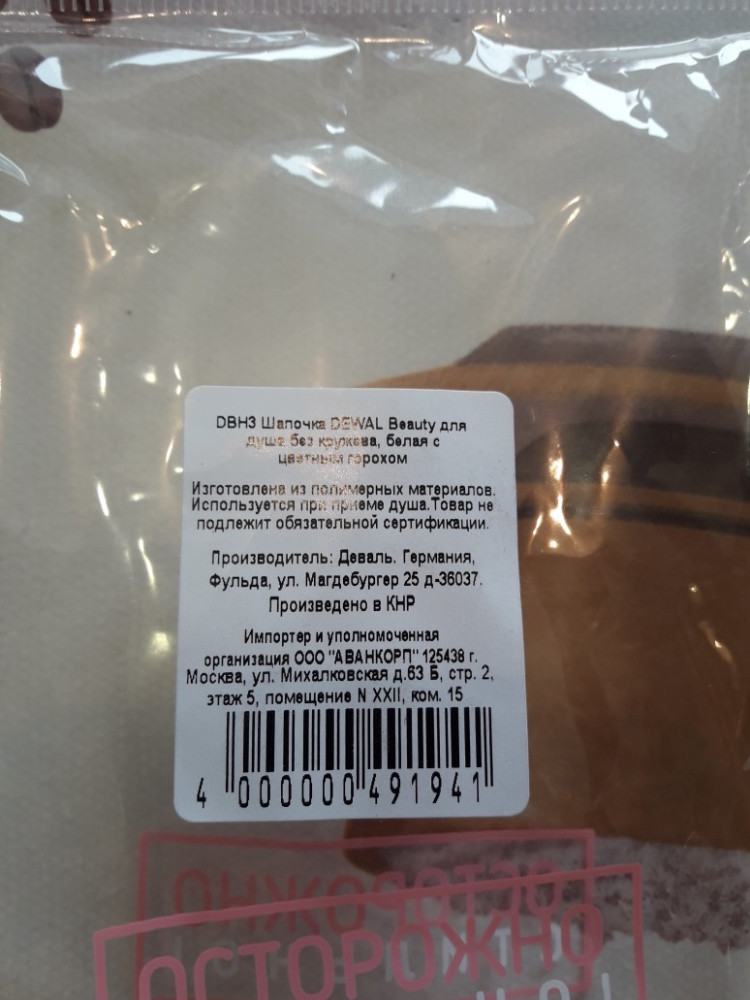 DBH3 Шапочка DEWAL Beauty для
душа без кружева, белая с
цветным горохом
Изготовлена из полимерных материалов.
Используется при приеме душа.Товар не
подлежит обязательной сертификации.
Производитель: Деваль. Германия,
Фульда, ул. Магдебургер 25 д-36037.
Произведено в КНР
Импортер и уполномоченная
организация ООО "АВАНКОРП" 125438 г.
Москва, ул. Михалковская д.63 Б, стр. 2,
этаж 5, помещение N XXII, ком. 15
4 000000 491941
ОСТОРОЖНО
ОСТОРОЖНО